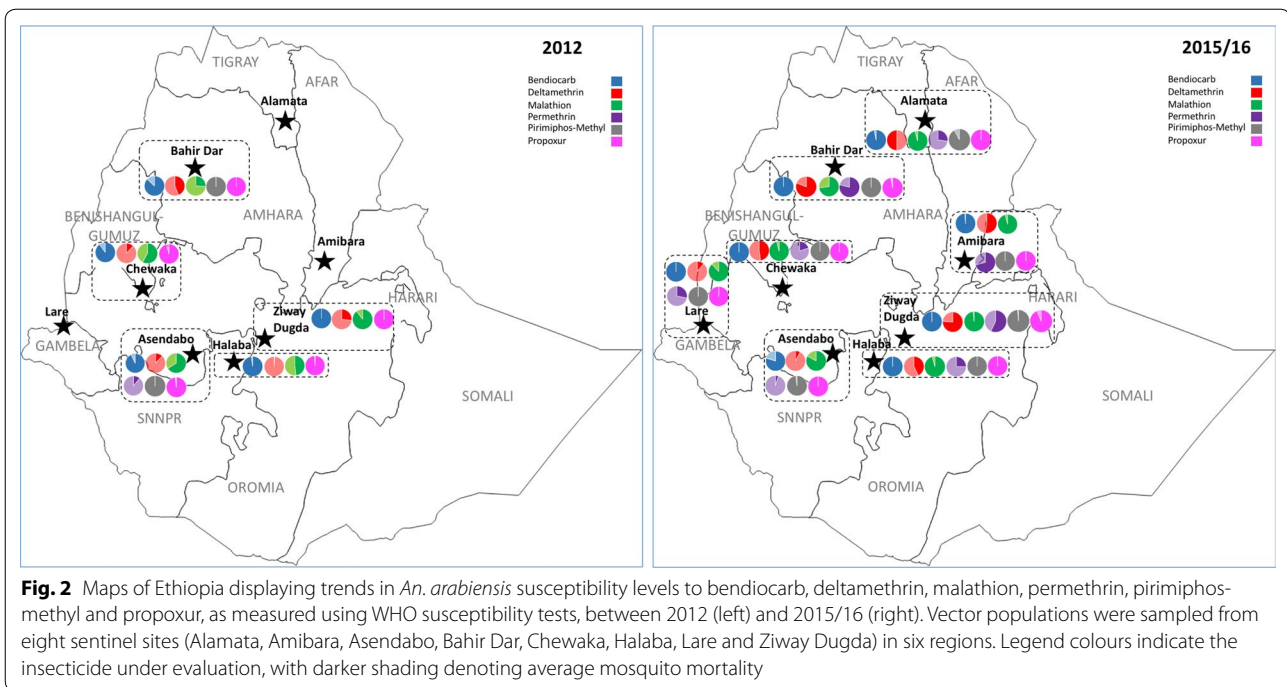 2012
TIGRAY
AFAR
Bendiocarb
Deltamethrin
Malathion
Permethrin
Pirimiphos-Methyl
Propoxur
Alamata
Bahir Dar
BENISHANGUL-
GUMUZ
AMHARA
Chewaka
Amibara
HARARI
Lare
GAMBELA
Ziway
Dugda
Asendabo
Halaba
SNNPR
SOMALI
OROMIA
2015/16
TIGRAY
AFAR
Bendiocarb
Deltamethrin
Malathion
Permethrin
Pirimiphos-Methyl
Propoxur
Alamata
Bahir Dar
BENISHANGUL-
GUMUZ
AMHARA
Chewaka
Amibara
HARARI
Lare
GAMBELA
Ziway
Dugda
Asendabo
Halaba
SNNPR
SOMALI
OROMIA
Fig. 2 Maps of Ethiopia displaying trends in An. arabiensis susceptibility levels to bendiocarb, deltamethrin, malathion, permethrin, pirimiphos-
methyl and propoxur, as measured using WHO susceptibility tests, between 2012 (left) and 2015/16 (right). Vector populations were sampled from
eight sentinel sites (Alamata, Amibara, Asendabo, Bahir Dar, Chewaka, Halaba, Lare and Ziway Dugda) in six regions. Legend colours indicate the
insecticide under evaluation, with darker shading denoting average mosquito mortality